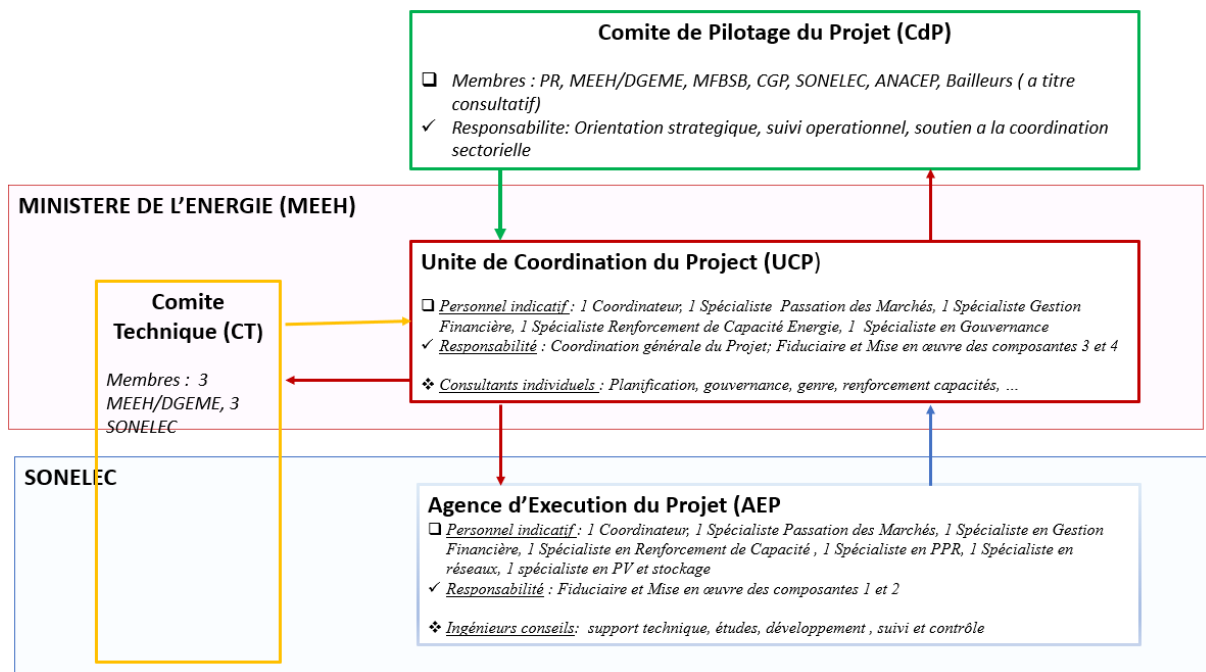 Comite de Pilotage du Projet (CdP)
❑ Membres : PR, MEEH/DGEME, MFBSB, CGP, SONELEC, ANACEP, Bailleurs ( a titre
consultatif)
✓ Responsabilite: Orientation strategique, suivi operationnel, soutien a la coordination
sectorielle
MINISTERE DE L’ENERGIE (MEEH)
Unite de Coordination du Project (UCP)
❑ Personnel indicatif : 1 Coordinateur, 1 Spécialiste Passation des Marchés, 1 Spécialiste Gestion
Financière, 1 Spécialiste Renforcement de Capacité Energie, 1 Spécialiste en Gouvernance
✓ Responsabilité : Coordination générale du Projet; Fiduciaire et Mise en œuvre des composantes 3 et 4
❖ Consultants individuels : Planification, gouvernance, genre, renforcement capacités, …
Comite
Technique (CT)
Membres : 3
MEEH/DGEME, 3
SONELEC
SONELEC
Agence d’Execution du Projet (AEP
❑ Personnel indicatif : 1 Coordinateur, 1 Spécialiste Passation des Marchés, 1 Spécialiste en Gestion
Financière, 1 Spécialiste en Renforcement de Capacité , 1 Spécialiste en PPR, 1 Spécialiste en
réseaux, 1 spécialiste en PV et stockage
✓ Responsabilité : Fiduciaire et Mise en œuvre des composantes 1 et 2
❖ Ingénieurs conseils: support technique, études, développement , suivi et contrôle